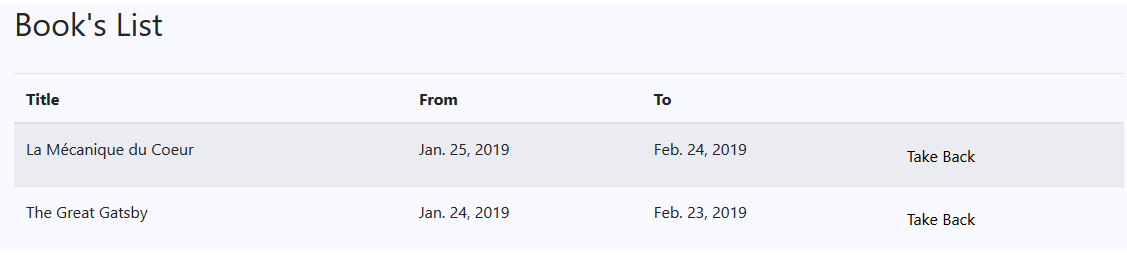 Book's List
Title From To
La Mécanique du Coeur Jan. 25, 2019 Feb. 24, 2019 Take Back
The Great Gatsby Jan. 24, 2019 Feb. 23, 2019 Take Back